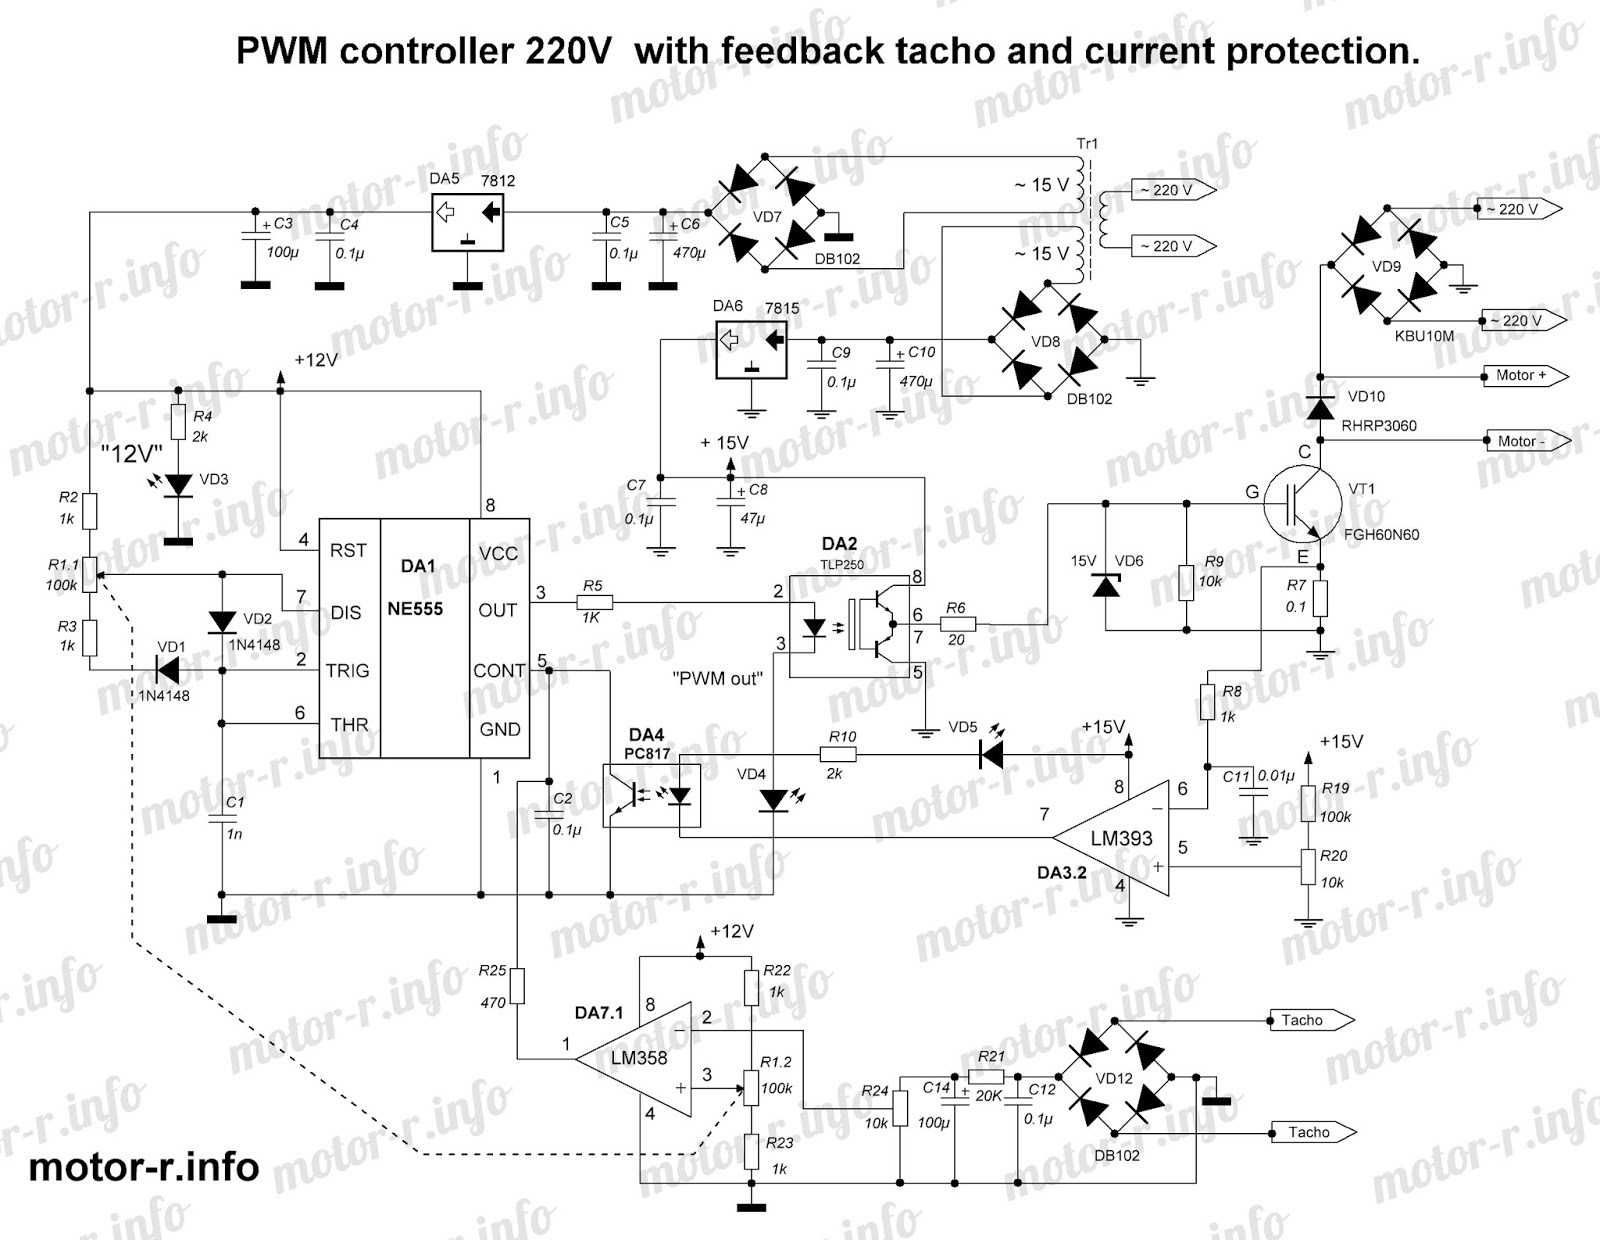 PWM controller 220V with feedback tacho and current protection.
Tr1
~ 15 V
~ 15 V
~ 220 V
~ 220 V
DA5 7812
C3
+
100µ
C4
0.1µ
C5
0.1µ
C6
+
470µ
VD7
DB102
DA6 7815
C9
0.1µ
C10
+
470µ
VD8
DB102
~ 220 V
VD9
~ 220 V
KBU10M
Motor +
VD10
RHRP3060
Motor -
+12V
R4
2k
"12V"
VD3
R2
1k
R1.1
100k
R3
1k
VD1
1N4148
VD2
1N4148
C1
1n
DA1
NE555
4
RST
7
DIS
2
TRIG
6
THR
8
VCC
3
OUT
5
CONT
GND
1
R5
1K
+ 15V
C7
0.1µ
C8
+
47µ
DA2
TLP250
2
3
8
6
7
5
"PWM out"
R6
20
15V VD6
R9
10k
G
C
E
VT1
FGH60N60
R7
0.1
R8
1k
DA4
PC817
C2
0.1µ
VD4
R10
2k
VD5
+15V
8
6
7
5
4
−
+
LM393
DA3.2
C11 0.01µ
+15V
R19
100k
R20
10k
R25
470
+12V
DA7.1
LM358
8
2
1
3
4
−
+
R22
1k
R1.2
100k
R23
1k
R24
10k
C14
+
100µ
R21
20K
C12
0.1µ
VD12
DB102
Tacho
Tacho
motor-r.info